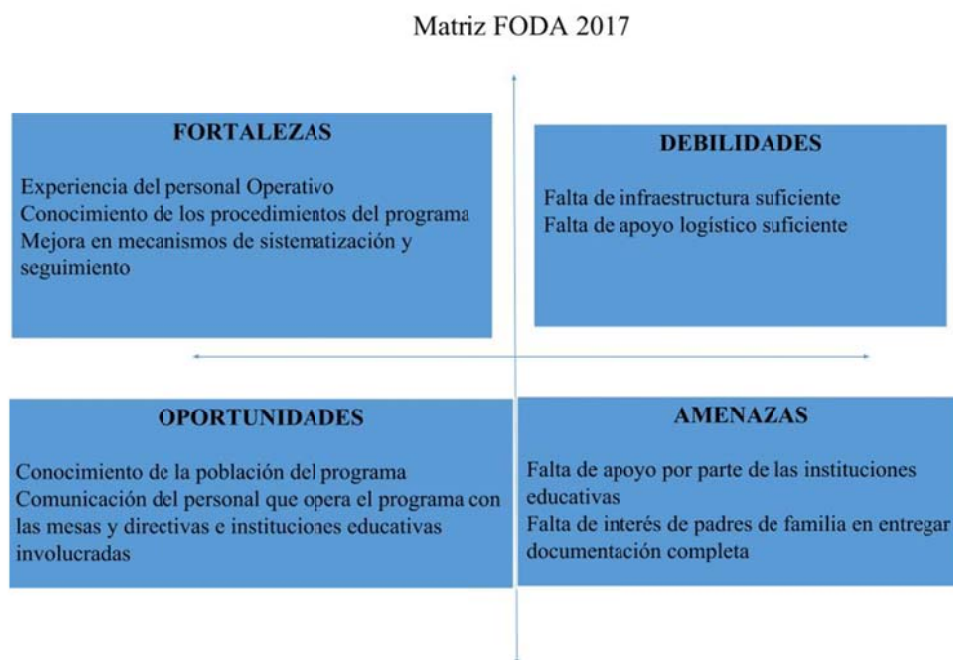 Matriz FODA 2017
FORTALEZAS
Experiencia del personal Operativo
Conocimiento de los procedimientos del programa
Mejora en mecanismos de sistematización y
seguimiento
DEBILIDADES
Falta de infraestructura suficiente
Falta de apoyo logístico suficiente
OPORTUNIDADES
Conocimiento de la población del programa
Comunicación del personal que opera el programa con
las mesas y directivas e instituciones educativas
involucradas
AMENAZAS
Falta de apoyo por parte de las instituciones
educativas
Falta de interés de padres de familia en entregar
documentación completa